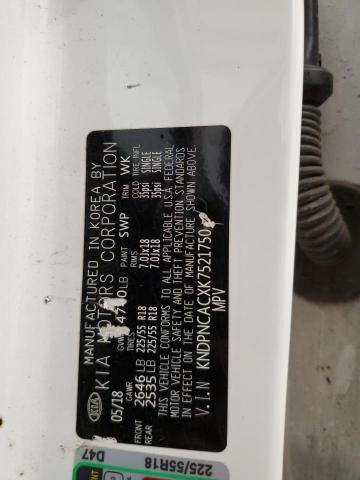 MANUFACTURED IN KOREA BY
KIA MOTORS CORPORATION
KIA
05/18 GVWR 4740LB PAINT SWP TRIM WK
GAWR TIRES RIMS COLD TIRE INFL
FRONT 2646LB 225/55 R18 7.0Jx18 35psi SINGLE
REAR 2535LB 225/55 R18 7.0Jx18 35psi SINGLE
THIS VEHICLE CONFORMS TO ALL APPLICABLE U.S.A. FEDERAL
MOTOR VEHICLE SAFETY AND THEFT PREVENTION STANDARDS
IN EFFECT ON THE DATE OF MANUFACTURE SHOWN ABOVE.
V.I.N KNDPNCACXK7521750
MPV
D47
225/55R18